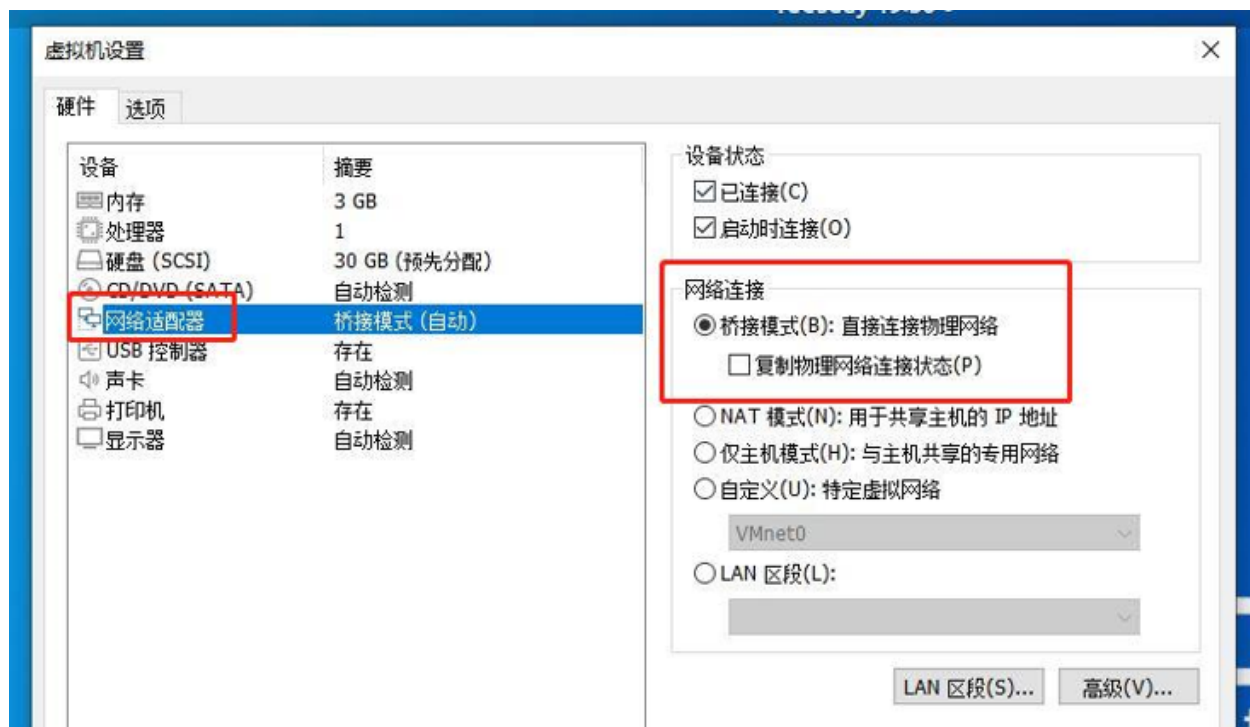 虚拟机设置
硬件 选项
设备 摘要
内存 3 GB
处理器 1
硬盘 (SCSI) 30 GB (预先分配)
CD/DVD (SATA) 自动检测
网络适配器 桥接模式 (自动)
USB 控制器 存在
声卡 自动检测
打印机 存在
显示器 自动检测
设备状态
已连接(C)
启动时连接(O)
网络连接
桥接模式(B): 直接连接物理网络
复制物理网络连接状态(P)
NAT 模式(N): 用于共享主机的 IP 地址
仅主机模式(H): 与主机共享的专用网络
自定义(U): 特定虚拟网络
VMnet0
LAN 区段(L):
LAN 区段(S)... 高级(V)...